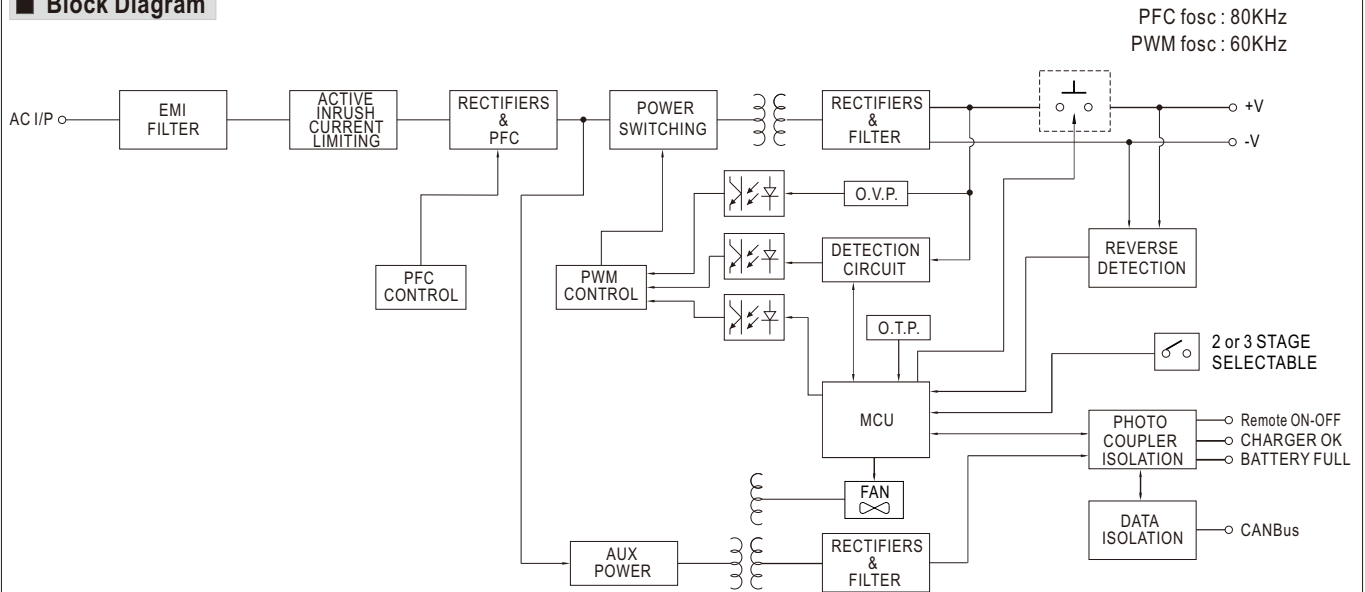 ■ Block Diagram
PFC fosc : 80KHz
PWM fosc : 60KHz
AC I/P
EMI
FILTER
ACTIVE
INRUSH
CURRENT
LIMITING
RECTIFIERS
&
PFC
POWER
SWITCHING
RECTIFIERS
&
FILTER
+V
-V
O.V.P.
PFC
CONTROL
PWM
CONTROL
DETECTION
CIRCUIT
REVERSE
DETECTION
O.T.P.
2 or 3 STAGE
SELECTABLE
MCU
PHOTO
COUPLER
ISOLATION
Remote ON-OFF
CHARGER OK
BATTERY FULL
FAN
DATA
ISOLATION
CANBus
AUX
POWER
RECTIFIERS
&
FILTER